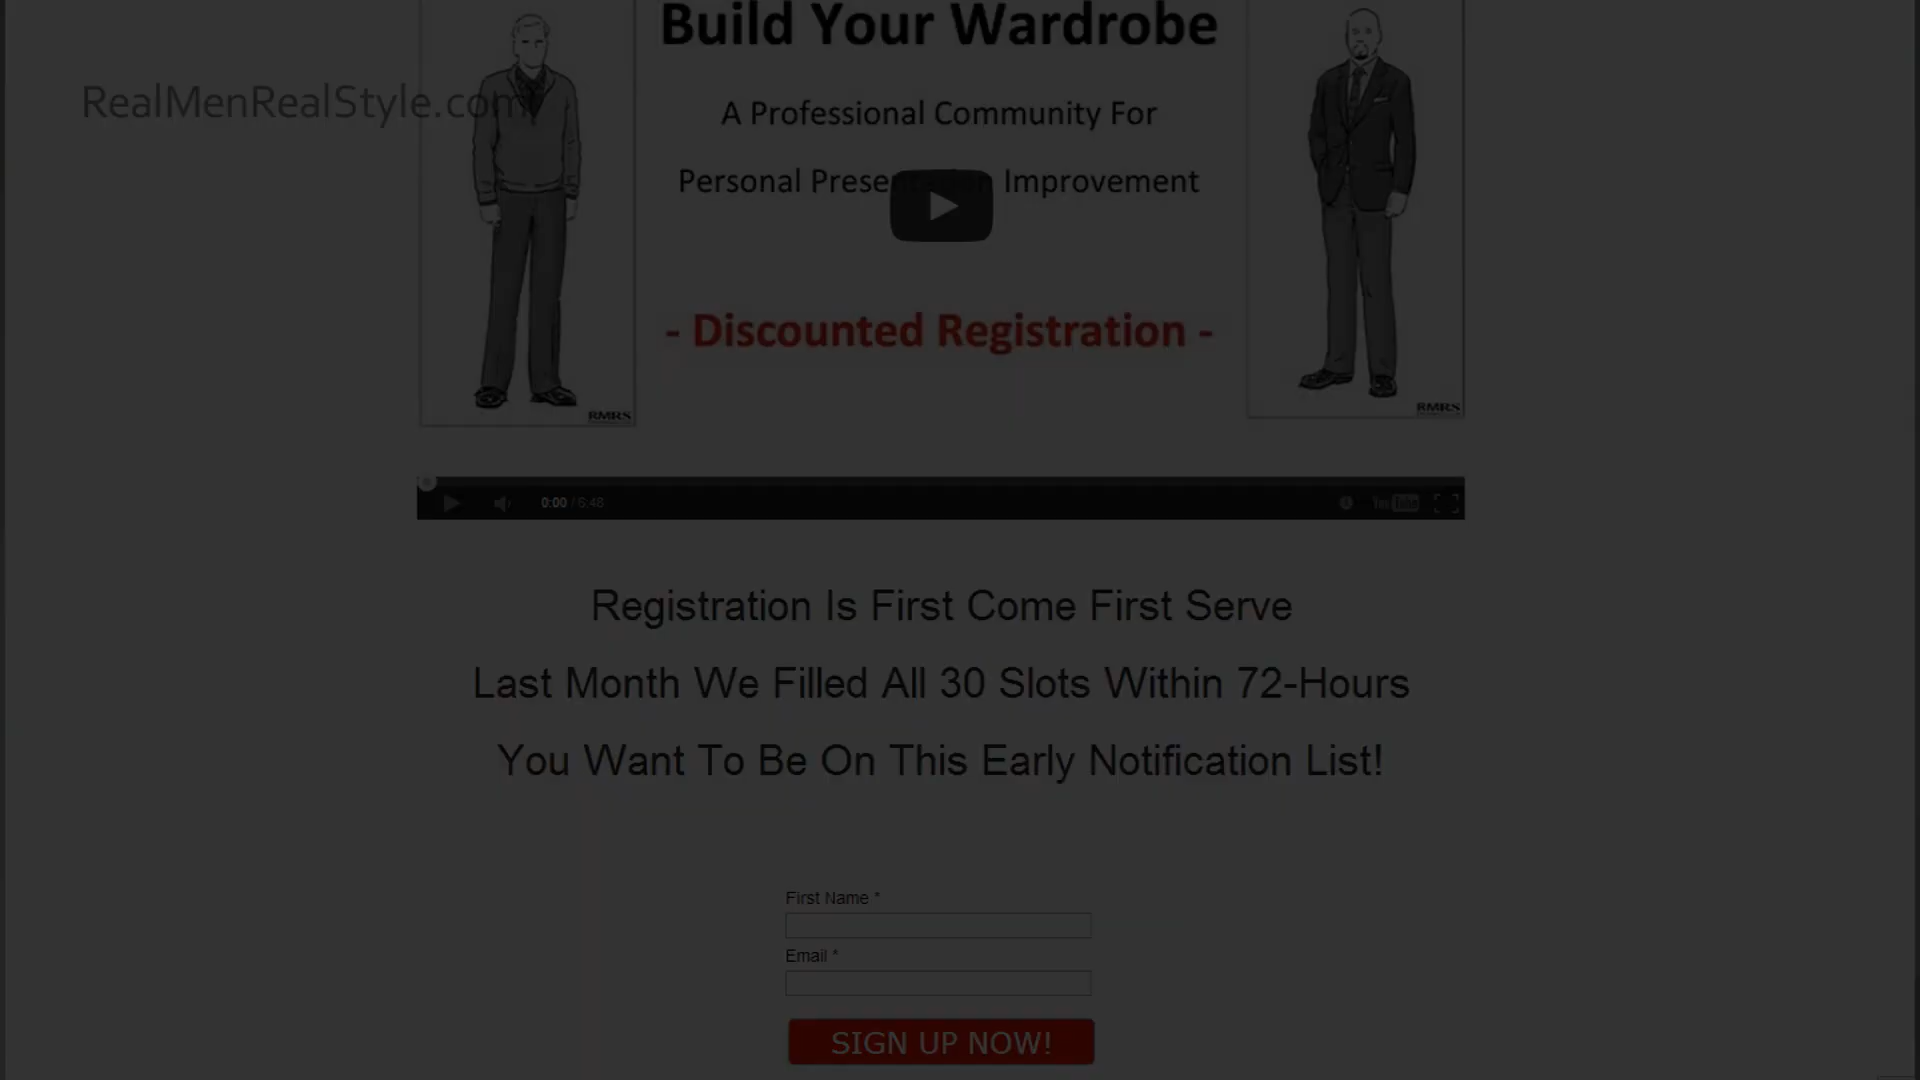 Build Your Wardrobe
RealMenRealStyle.com
A Professional Community For
Personal Prese Improvement
- Discounted Registration -
RMRS
RMRS
0:00 / 6:48
YouTube
Registration Is First Come First Serve
Last Month We Filled All 30 Slots Within 72-Hours
You Want To Be On This Early Notification List!
First Name *
Email *
SIGN UP NOW!